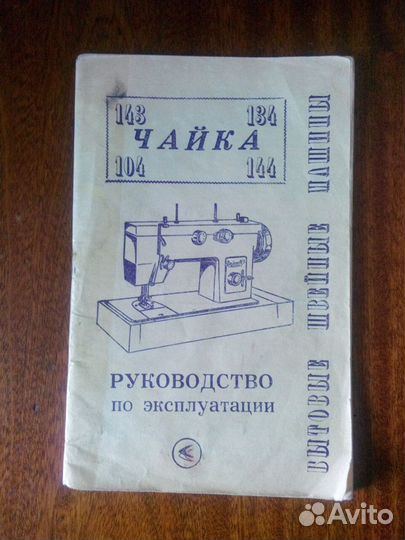 143 134
ЧАЙКА
104 144
РУКОВОДСТВО
ПО ЭКСПЛУАТАЦИИ
БЫТОВЫЕ ШВЕЙНЫЕ МАШИНЫ
Avito